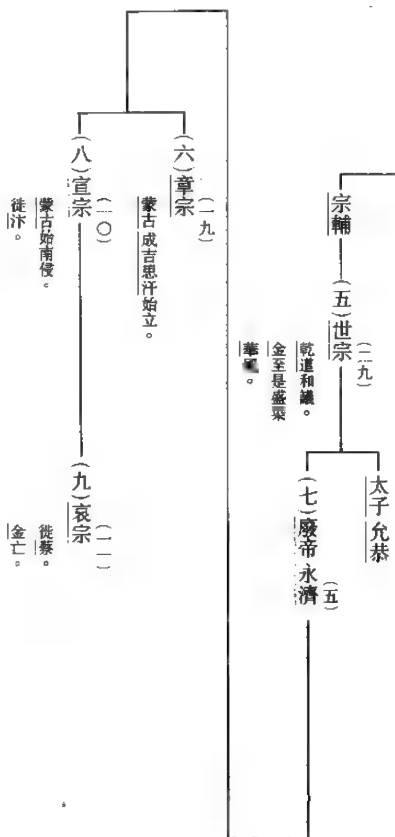 宗輔
(五)世宗
(二九)
乾道和議。
金至是盛染
華風。
太子允恭
(七)廢帝永濟
(五)
(六)章宗
(一九)
蒙古成吉思汗始立。
(八)宣宗
(一〇)
蒙古始南侵。
徙汴。
(九)哀宗
(一一)
徙蔡。
金亡。